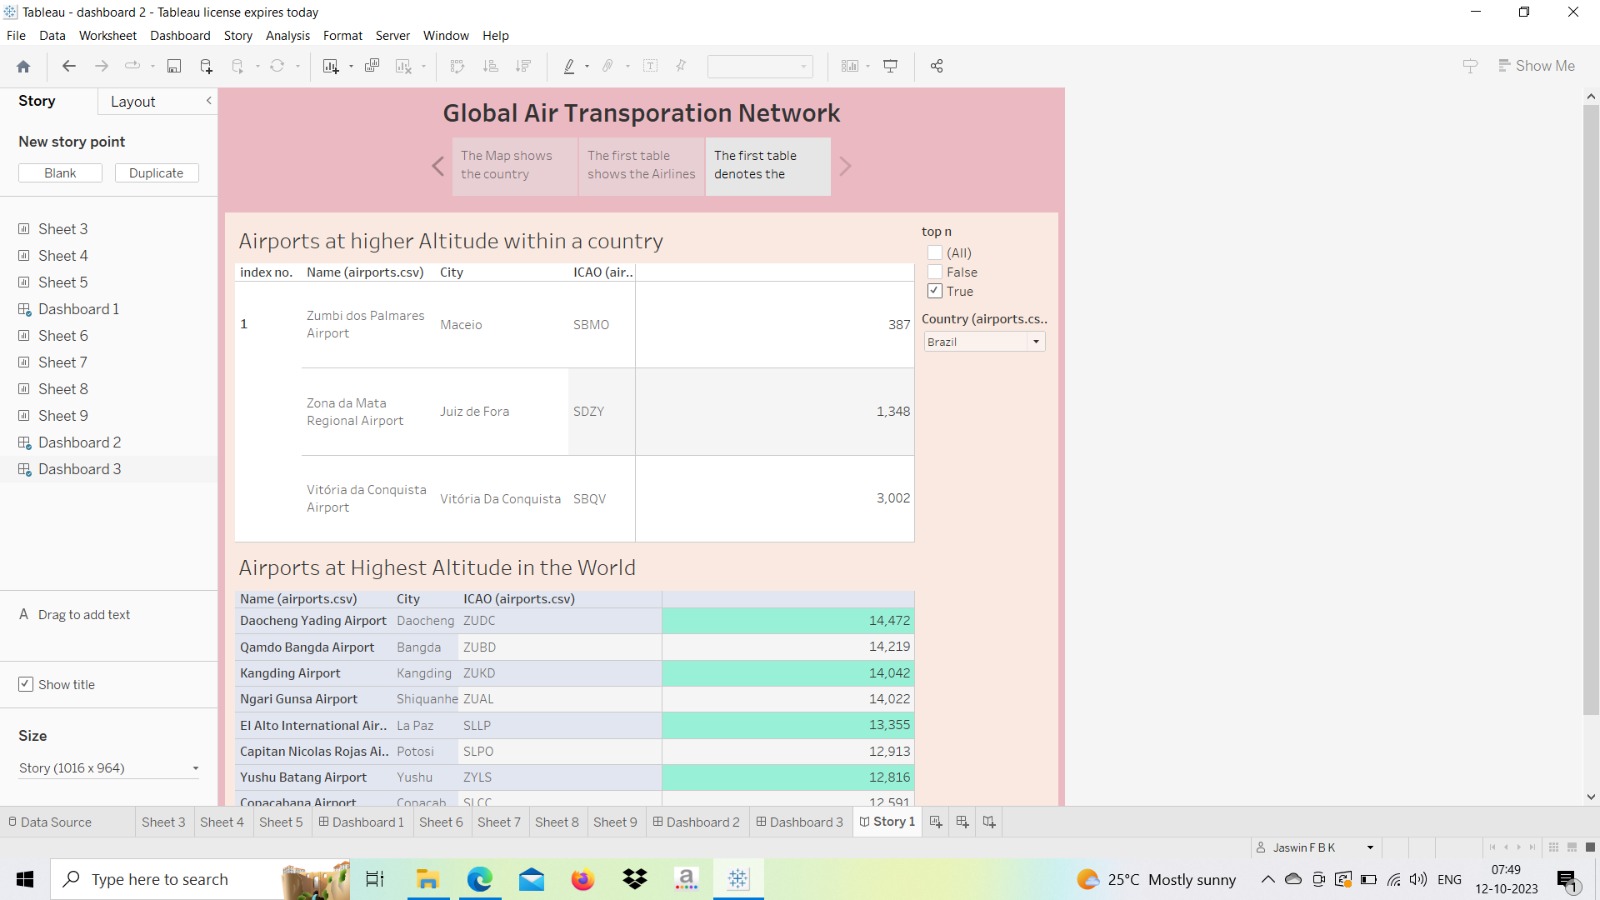 Tableau - dashboard 2 - Tableau license expires today
File Data Worksheet Dashboard Story Analysis Format Server Window Help
Show Me
Story Layout
New story point
Blank Duplicate
Sheet 3
Sheet 4
Sheet 5
Dashboard 1
Sheet 6
Sheet 7
Sheet 8
Sheet 9
Dashboard 2
Dashboard 3
A Drag to add text
Show title
Size
Story (1016 x 964)
Global Air Transporation Network
The Map shows
the country
The first table
shows the Airlines
The first table
denotes the
Airports at higher Altitude within a country
index no. Name (airports.csv) City ICAO (air..
1 Zumbi dos Palmares
Airport Maceio SBMO 387
Zona da Mata
Regional Airport Juiz de Fora SDZY 1,348
Vitória da Conquista
Airport Vitória Da Conquista SBQV 3,002
top n
(All)
False
True
Country (airports.cs..
Brazil
Airports at Highest Altitude in the World
Name (airports.csv) City ICAO (airports.csv)
Daocheng Yading Airport Daocheng ZUDC 14,472
Qamdo Bangda Airport Bangda ZUBD 14,219
Kangding Airport Kangding ZUKD 14,042
Ngari Gunsa Airport Shiquanhe ZUAL 14,022
El Alto International Air.. La Paz SLLP 13,355
Capitan Nicolas Rojas Ai.. Potosi SLPO 12,913
Yushu Batang Airport Yushu ZYLS 12,816
Copacabana Airport Copacab SLCC 12,591
Data Source Sheet 3 Sheet 4 Sheet 5 Dashboard 1 Sheet 6 Sheet 7 Sheet 8 Sheet 9 Dashboard 2 Dashboard 3 Story 1
Jaswin F B K
Type here to search
a
25°C Mostly sunny
ENG
07:49
12-10-2023
1